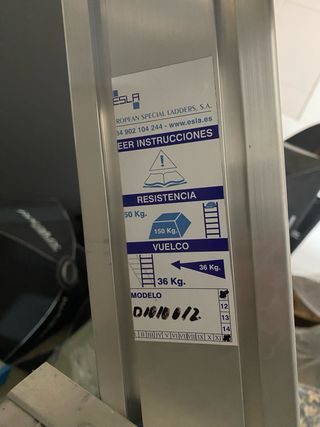 ESLA
ROPEAN SPECIAL LADDERS, S.A.
34 902 104 244 - www.esla.es
EER INSTRUCCIONES
RESISTENCIA
50 Kg.
150 Kg.
VUELCO
36 Kg.
36 Kg.
MODELO
12
13
14